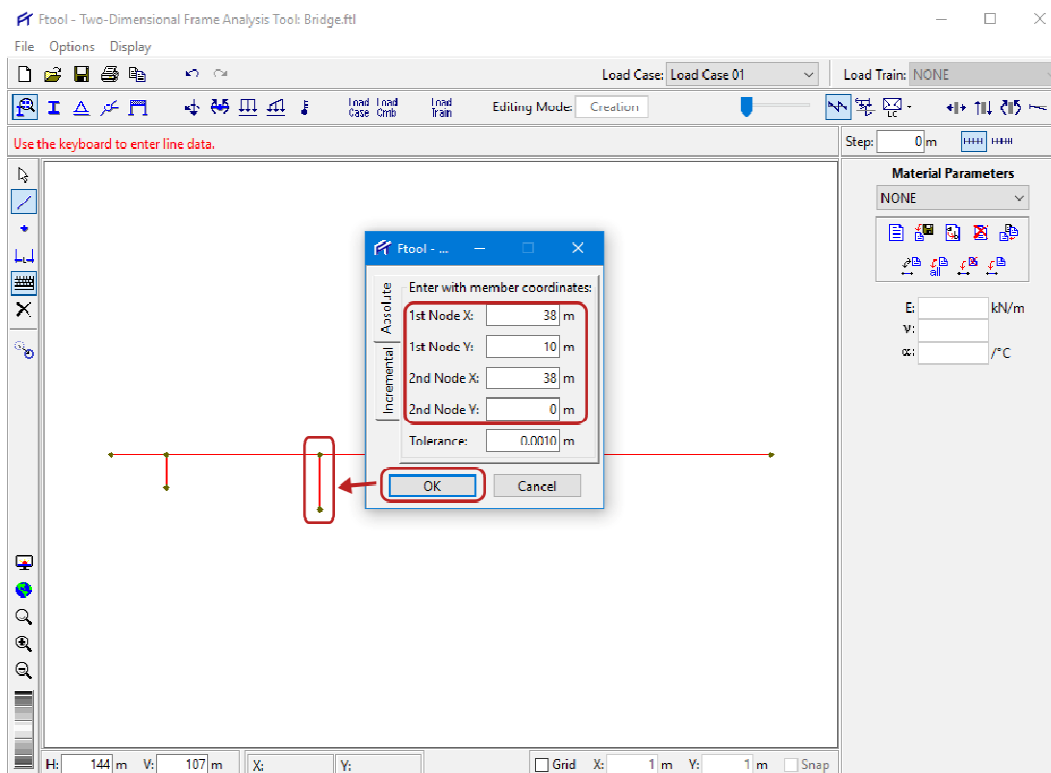 Ftool - Two-Dimensional Frame Analysis Tool: Bridge.ftl
File Options Display
Load Case: Load Case 01 Load Train: NONE
Load Case Load Cmb Load Train Editing Mode: Creation LC
Use the keyboard to enter line data. Step: 0 m
Material Parameters
NONE
all
E: kN/m
ν:
α: /°C
Ftool - ...
Absolute
Incremental
Enter with member coordinates:
1st Node X: 38 m
1st Node Y: 10 m
2nd Node X: 38 m
2nd Node Y: 0 m
Tolerance: 0.0010 m
OK Cancel
H: 144 m V: 107 m X: Y: Grid X: 1 m Y: 1 m Snap